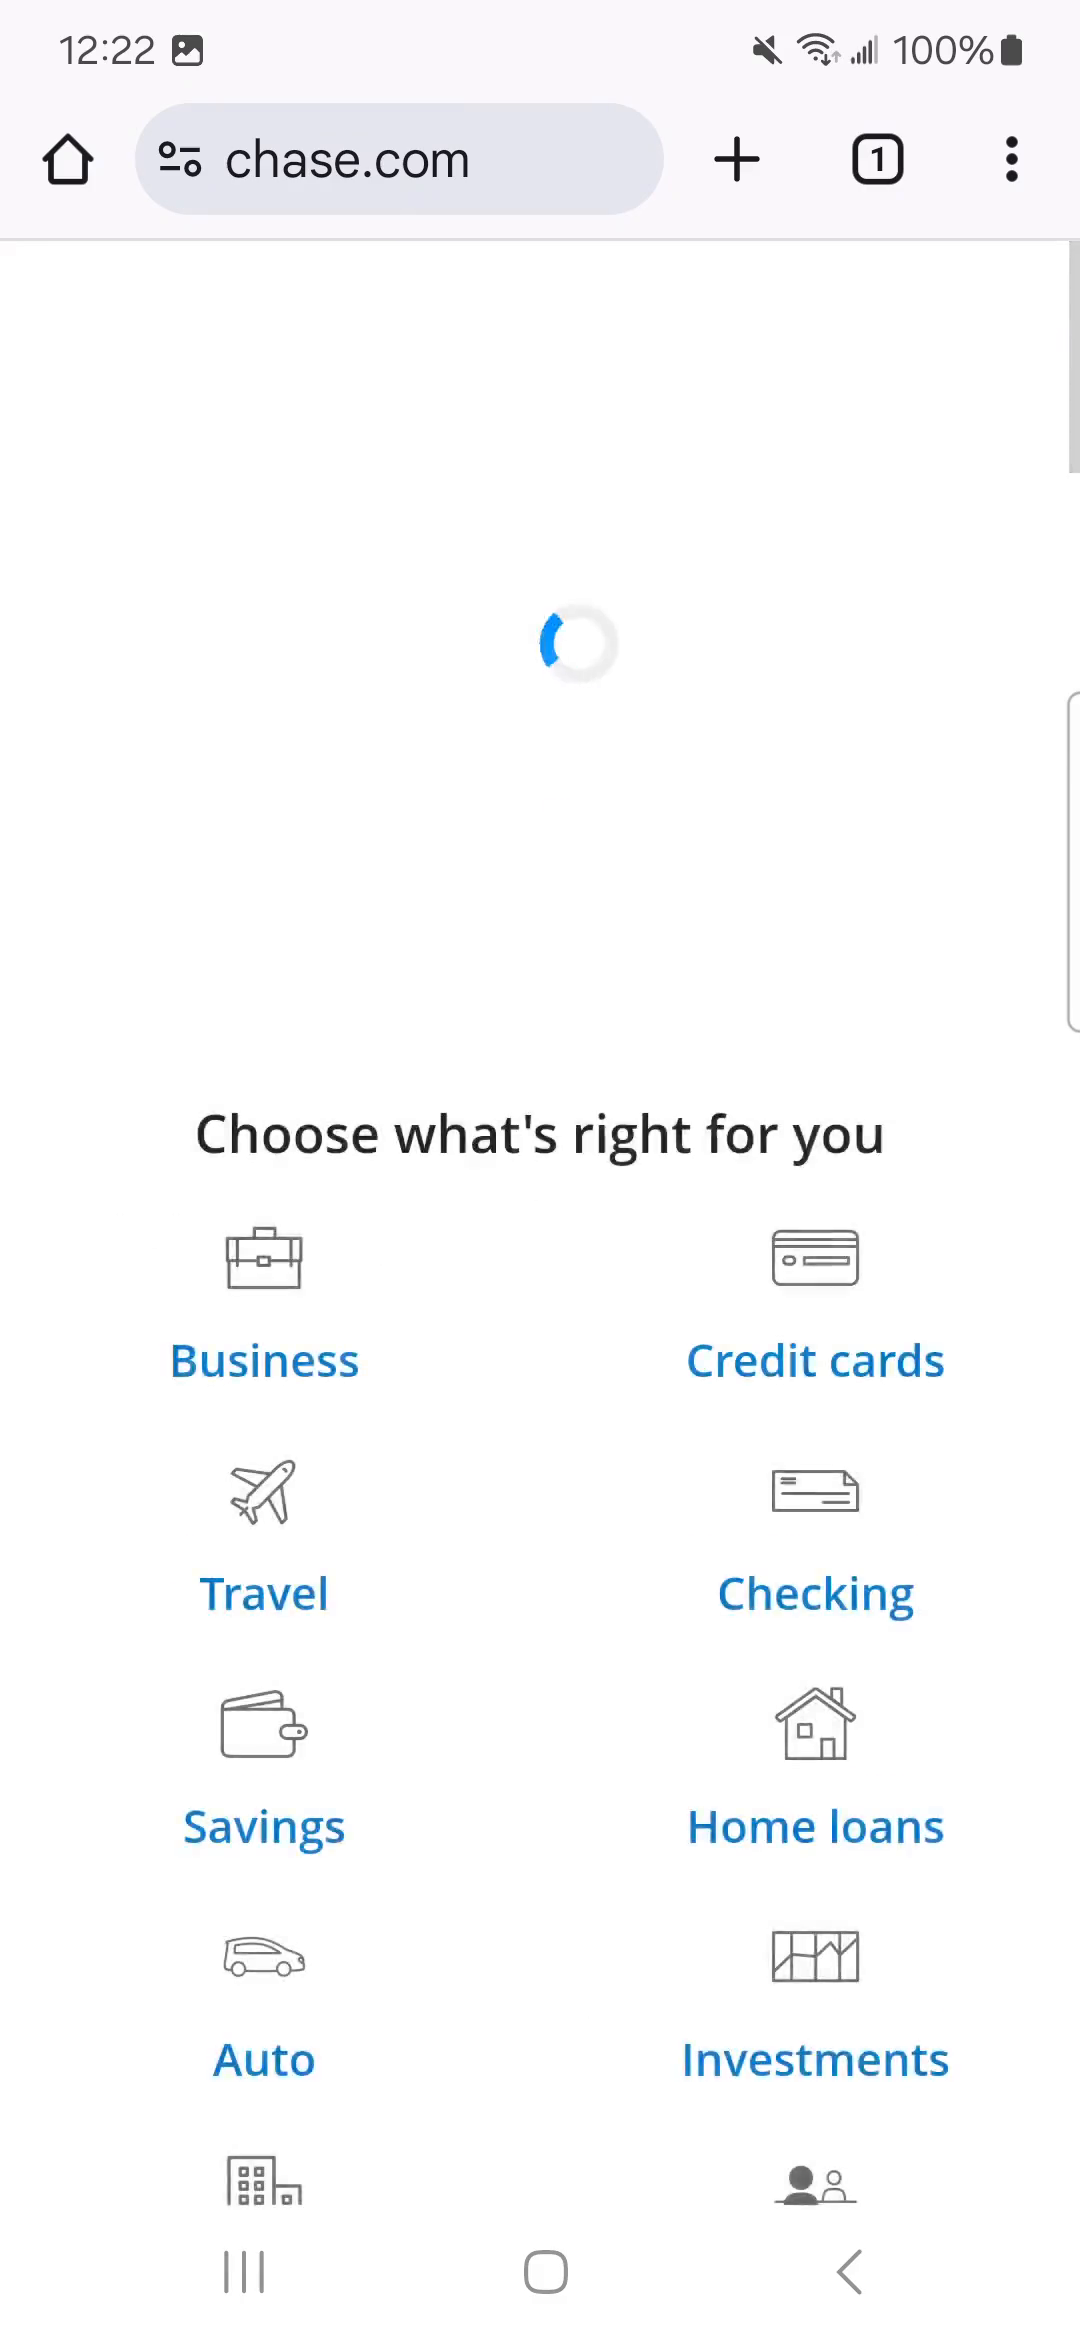 12:22 100%
chase.com 1
Choose what's right for you
Business Credit cards
Travel Checking
Savings Home loans
Auto Investments